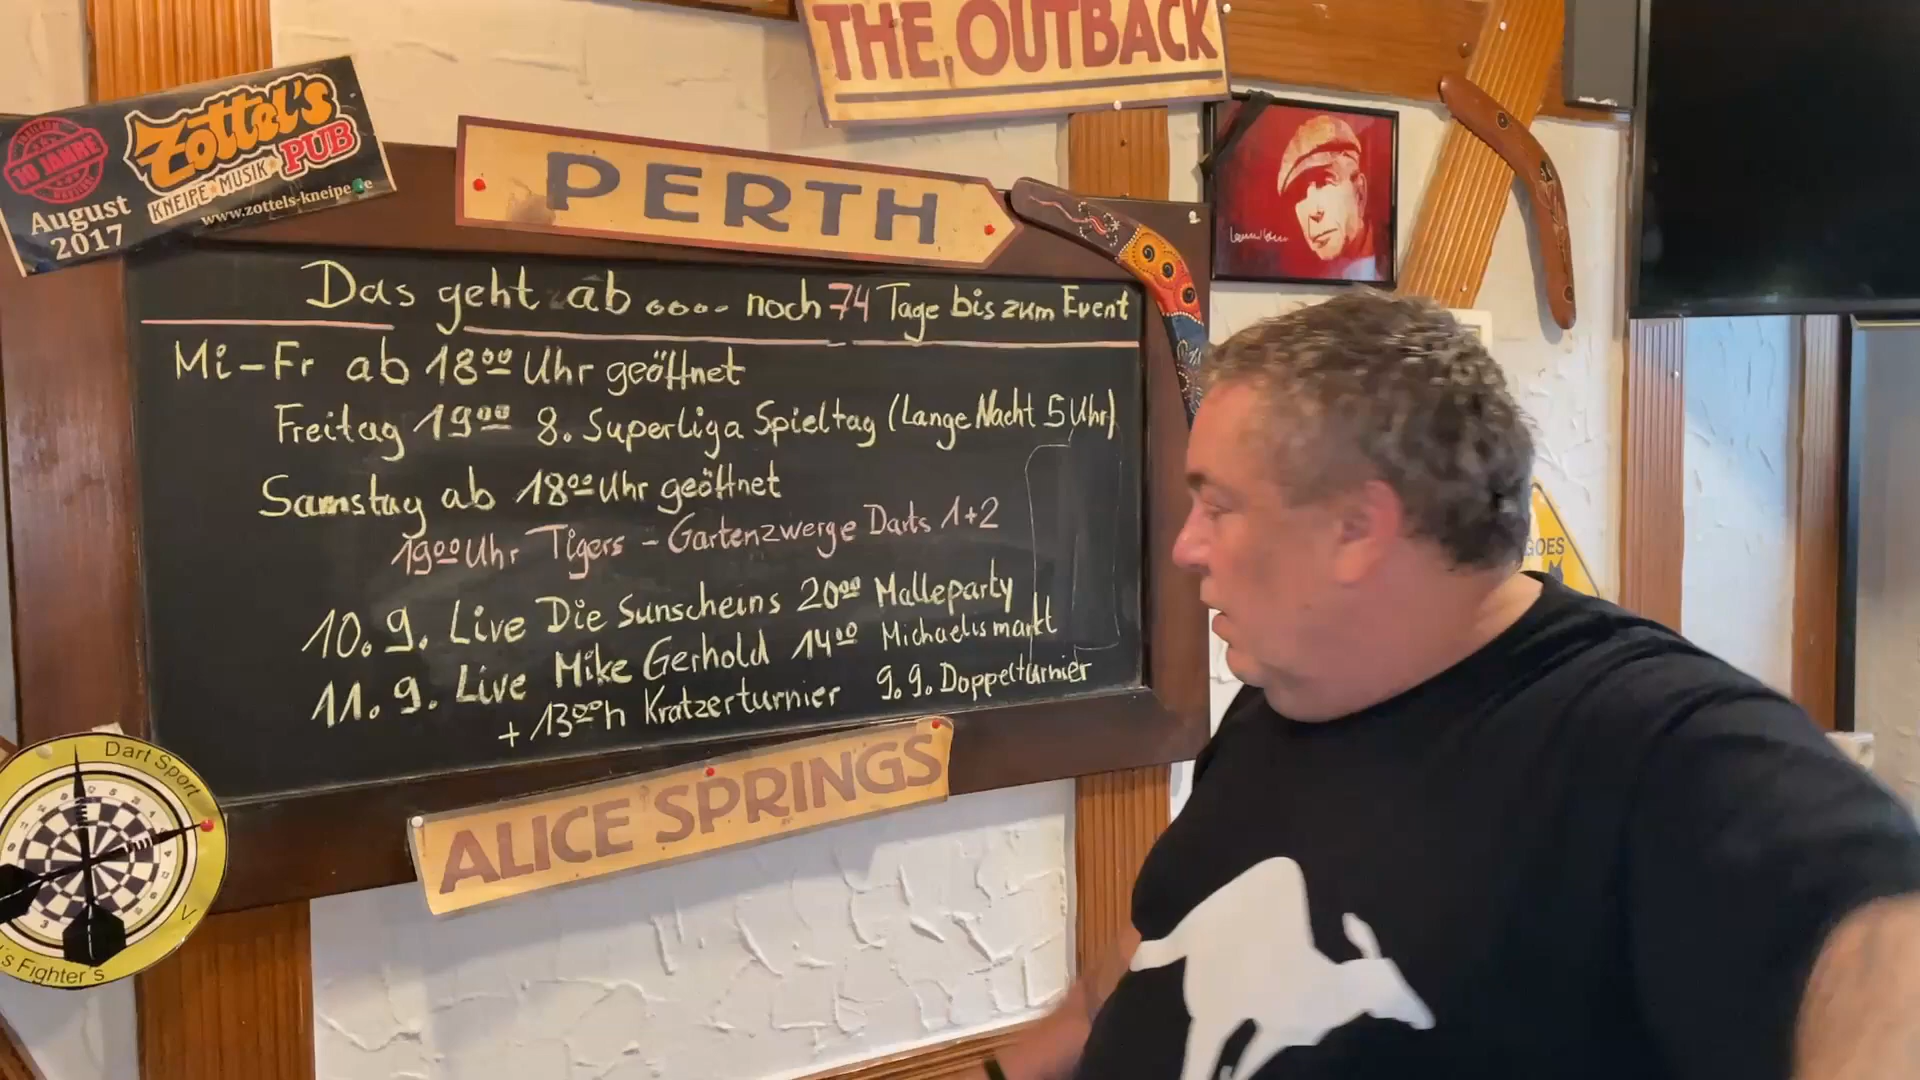 THE OUTBACK
10 JAHRE
August
2017
Zottel's
PUB
KNEIPE MUSIK
www.zottels-kneipe.de
PERTH
Das geht ab .... noch 74 Tage bis zum Event
Mi-Fr ab 18⁰⁰ Uhr geöffnet
Freitag 19⁰⁰ 8. Superliga Spieltag (Lange Nacht 5 Uhr)
Samstag ab 18⁰⁰ Uhr geöffnet
19⁰⁰ Uhr Tigers - Gartenzwerge Darts 1+2
10.9. Live Die Sunscheins 20⁰⁰ Malleparty
11.9. Live Mike Gerhold 14⁰⁰ Michaelismarkt
+ 13⁰⁰h Kratzerturnier 9.9. Doppelturnier
ALICE SPRINGS
Dart Sport
V.
's Fighter's
GOES